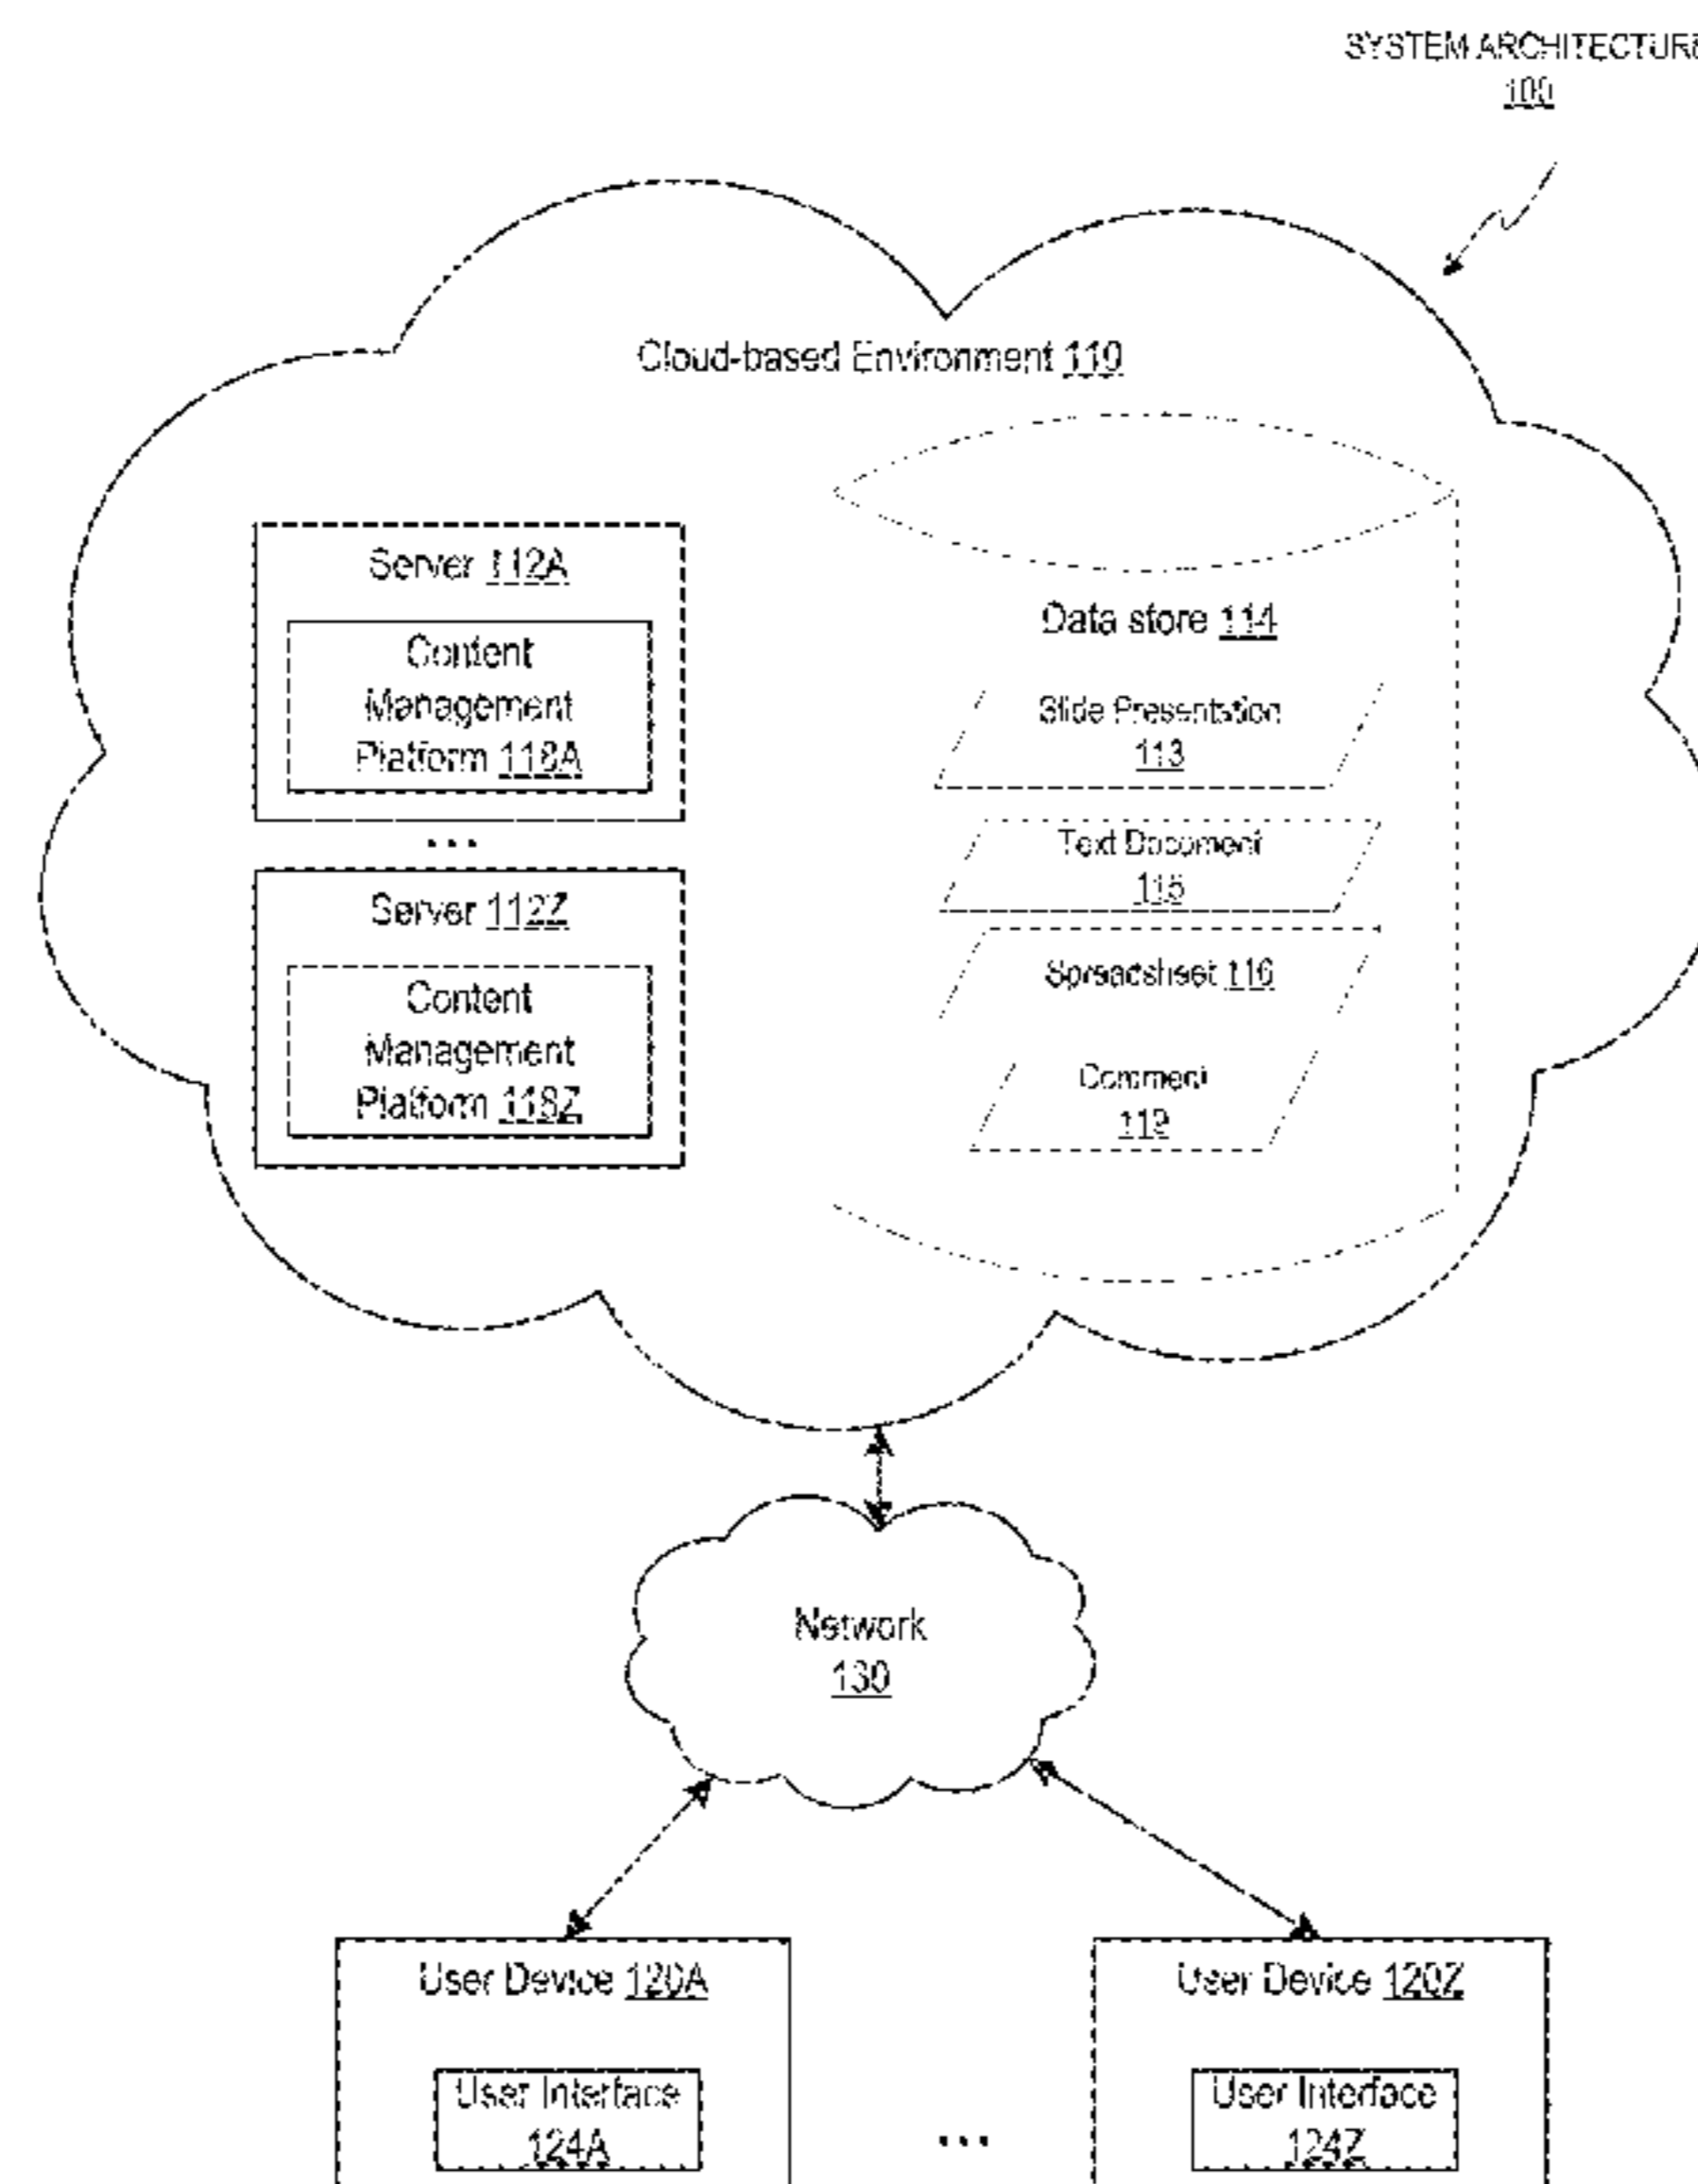 SYSTEM ARCHITECTURE
100
Cloud-based Environment 110
Server 112A
Content
Management
Platform 118A
...
Server 112Z
Content
Management
Platform 118Z
Data store 114
Slide Presentation
113
Text Document
115
Spreadsheet 116
Comment
119
Network
130
User Device 120A
User Interface
124A
...
User Device 120Z
User Interface
124Z